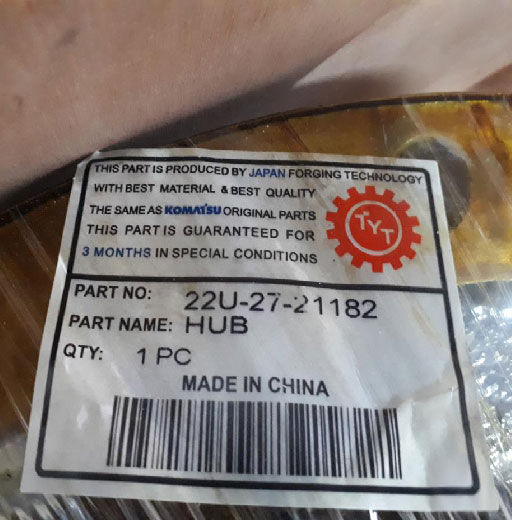 THIS PART IS PRODUCED BY JAPAN FORGING TECHNOLOGY
WITH BEST MATERIAL & BEST QUALITY
THE SAME AS KOMATSU ORIGINAL PARTS
THIS PART IS GUARANTEED FOR
3 MONTHS IN SPECIAL CONDITIONS
TYT
PART NO: 22U-27-21182
PART NAME: HUB
QTY: 1 PC
MADE IN CHINA